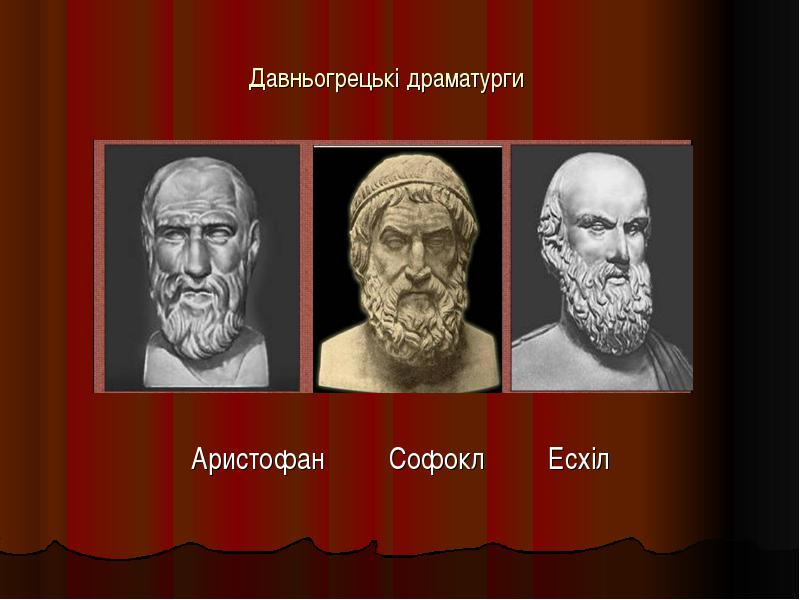 Давньогрецькі драматурги
Аристофан Софокл Есхіл